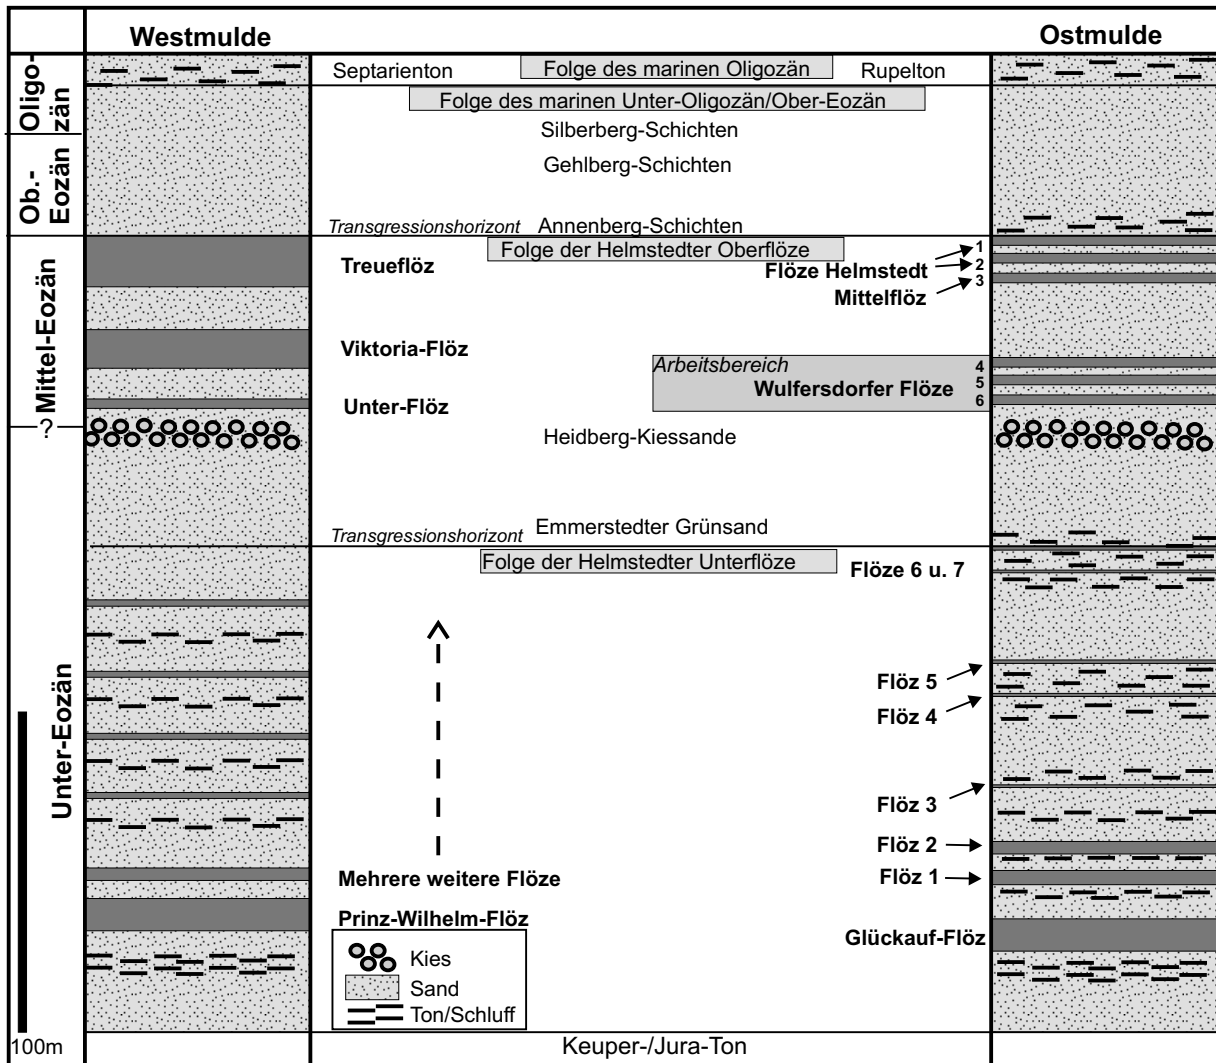 Westmulde
Ostmulde
Oligo-
zän
Septarienton
Folge des marinen Oligozän
Rupelton
Folge des marinen Unter-Oligozän/Ober-Eozän
Silberberg-Schichten
Ob.-
Eozän
Gehlberg-Schichten
Transgressionshorizont Annenberg-Schichten
Mittel-Eozän
Folge der Helmstedter Oberflöze
1
Treueflöz
Flöze Helmstedt
2
Mittelflöz
3
Viktoria-Flöz
Arbeitsbereich
4
Wulfersdorfer Flöze
5
Unter-Flöz
6
?
Heidberg-Kiessande
Transgressionshorizont Emmerstedter Grünsand
Unter-Eozän
Folge der Helmstedter Unterflöze
Flöze 6 u. 7
Flöz 5
Flöz 4
Flöz 3
Flöz 2
Mehrere weitere Flöze
Flöz 1
Prinz-Wilhelm-Flöz
Glückauf-Flöz
Kies
Sand
Ton/Schluff
100m
Keuper-/Jura-Ton